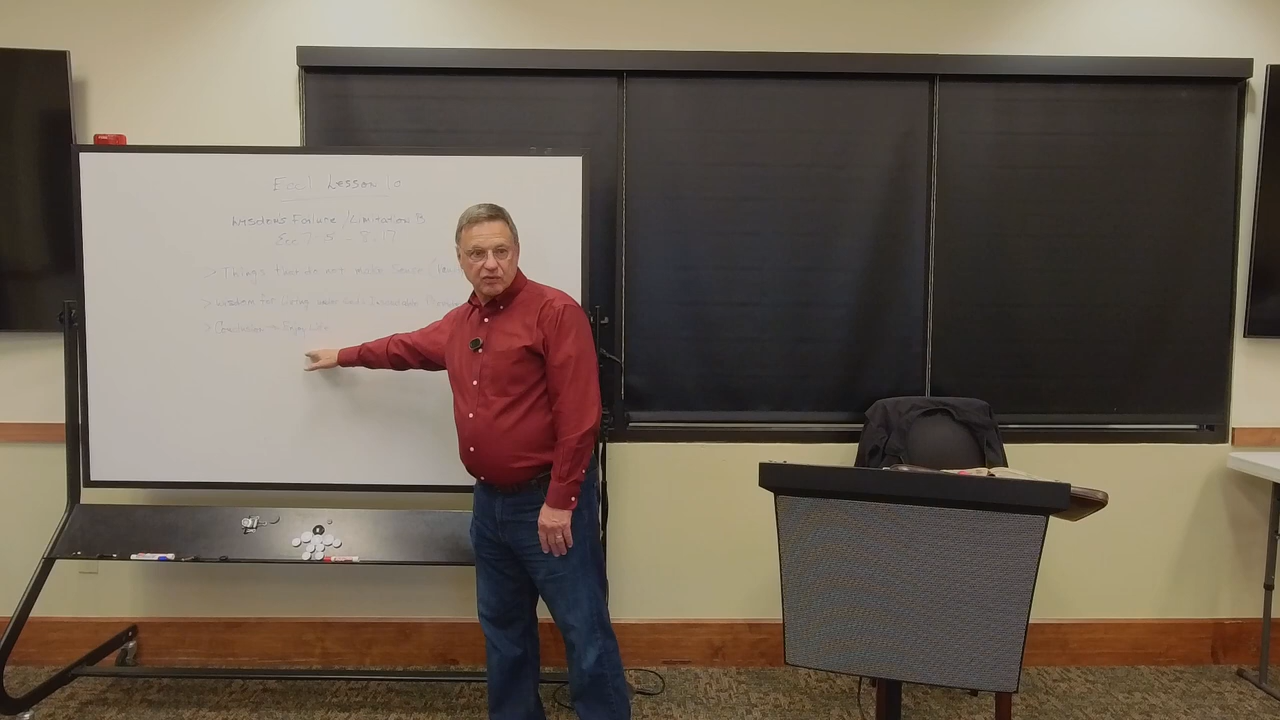 Eccl Lesson 10
Wisdom's Failure / Limitation B
Ecc 7:15 - 8:17
> Things that do not make sense
> Wisdom for living under God's
> Conclusion → Enjoy Life